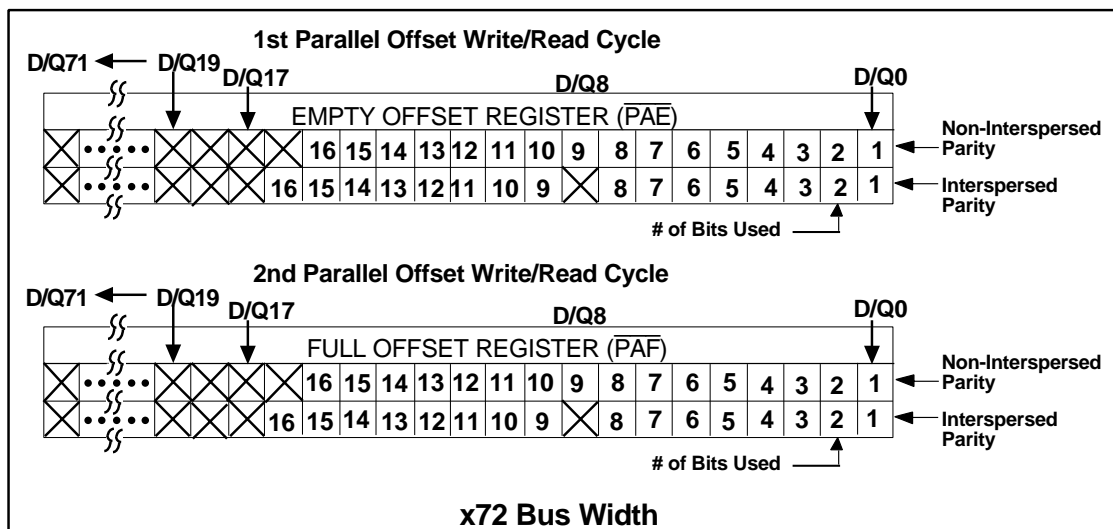 1st Parallel Offset Write/Read Cycle
D/Q71 D/Q19
D/Q17 D/Q8 D/Q0
EMPTY OFFSET REGISTER (PAE)
16 15 14 13 12 11 10 9 8 7 6 5 4 3 2 1 Non-Interspersed Parity
16 15 14 13 12 11 10 9 8 7 6 5 4 3 2 1 Interspersed Parity
# of Bits Used
2nd Parallel Offset Write/Read Cycle
D/Q71 D/Q19
D/Q17 D/Q8 D/Q0
FULL OFFSET REGISTER (PAF)
16 15 14 13 12 11 10 9 8 7 6 5 4 3 2 1 Non-Interspersed Parity
16 15 14 13 12 11 10 9 8 7 6 5 4 3 2 1 Interspersed Parity
# of Bits Used
x72 Bus Width